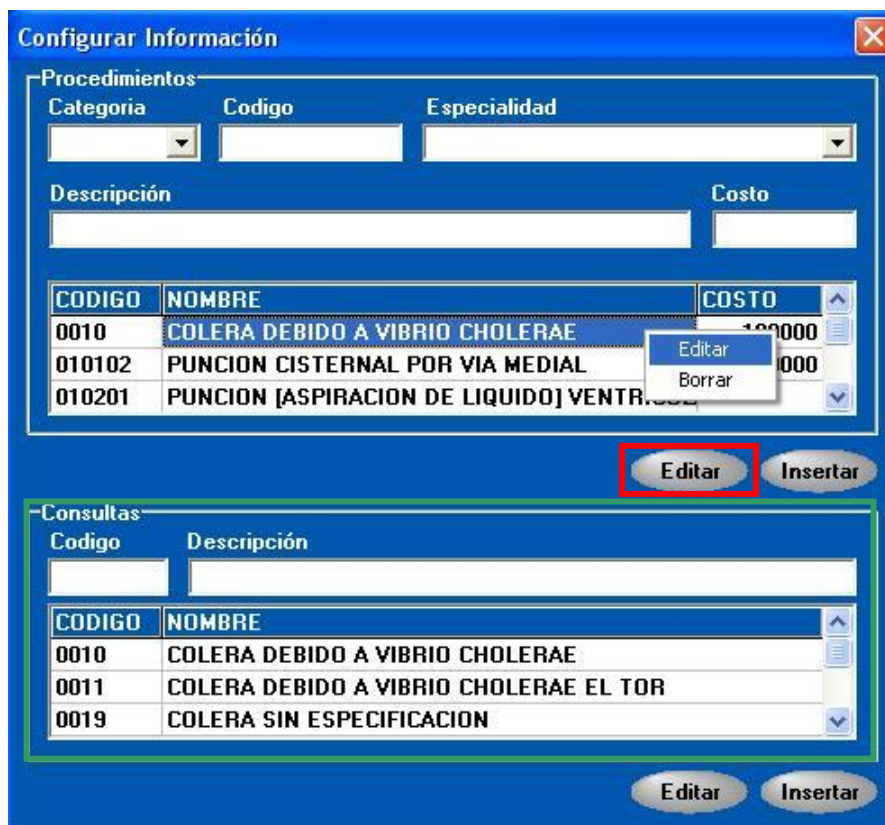 Configurar Información
Procedimientos
Categoria Codigo Especialidad
Descripción Costo
CODIGO NOMBRE COSTO
0010 COLERA DEBIDO A VIBRIO CHOLERAE
Editar
010102 PUNCION CISTERNAL POR VIA MEDIAL
Borrar
010201 PUNCION [ASPIRACION DE LIQUIDO]
Editar Insertar
Consultas
Codigo Descripción
CODIGO NOMBRE
0010 COLERA DEBIDO A VIBRIO CHOLERAE
0011 COLERA DEBIDO A VIBRIO CHOLERAE EL TOR
0019 COLERA SIN ESPECIFICACION
Editar Insertar